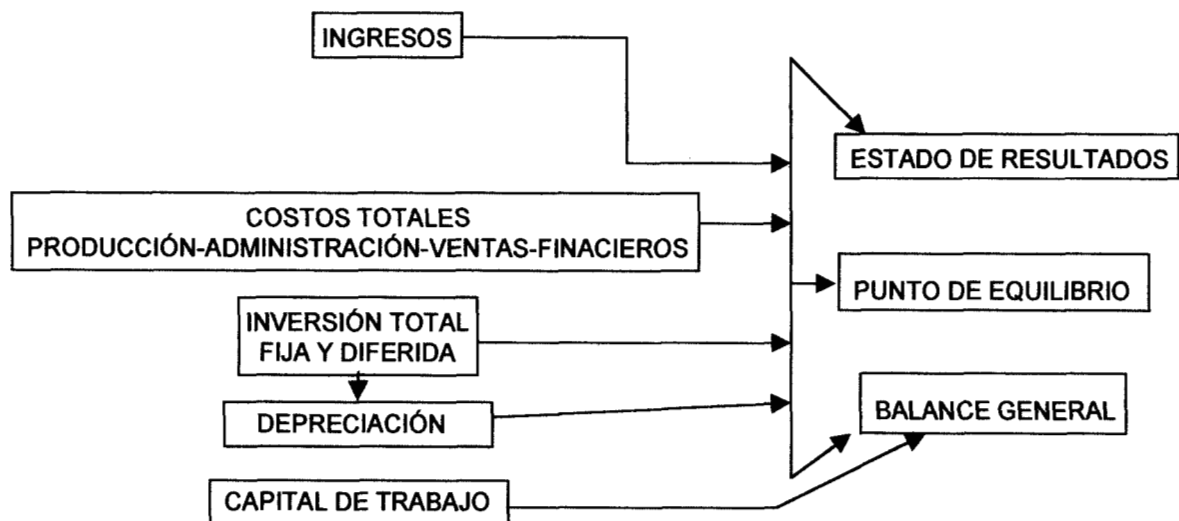 INGRESOS
ESTADO DE RESULTADOS
COSTOS TOTALES
PRODUCCIÓN-ADMINISTRACIÓN-VENTAS-FINACIEROS
PUNTO DE EQUILIBRIO
INVERSIÓN TOTAL
FIJA Y DIFERIDA
DEPRECIACIÓN
BALANCE GENERAL
CAPITAL DE TRABAJO